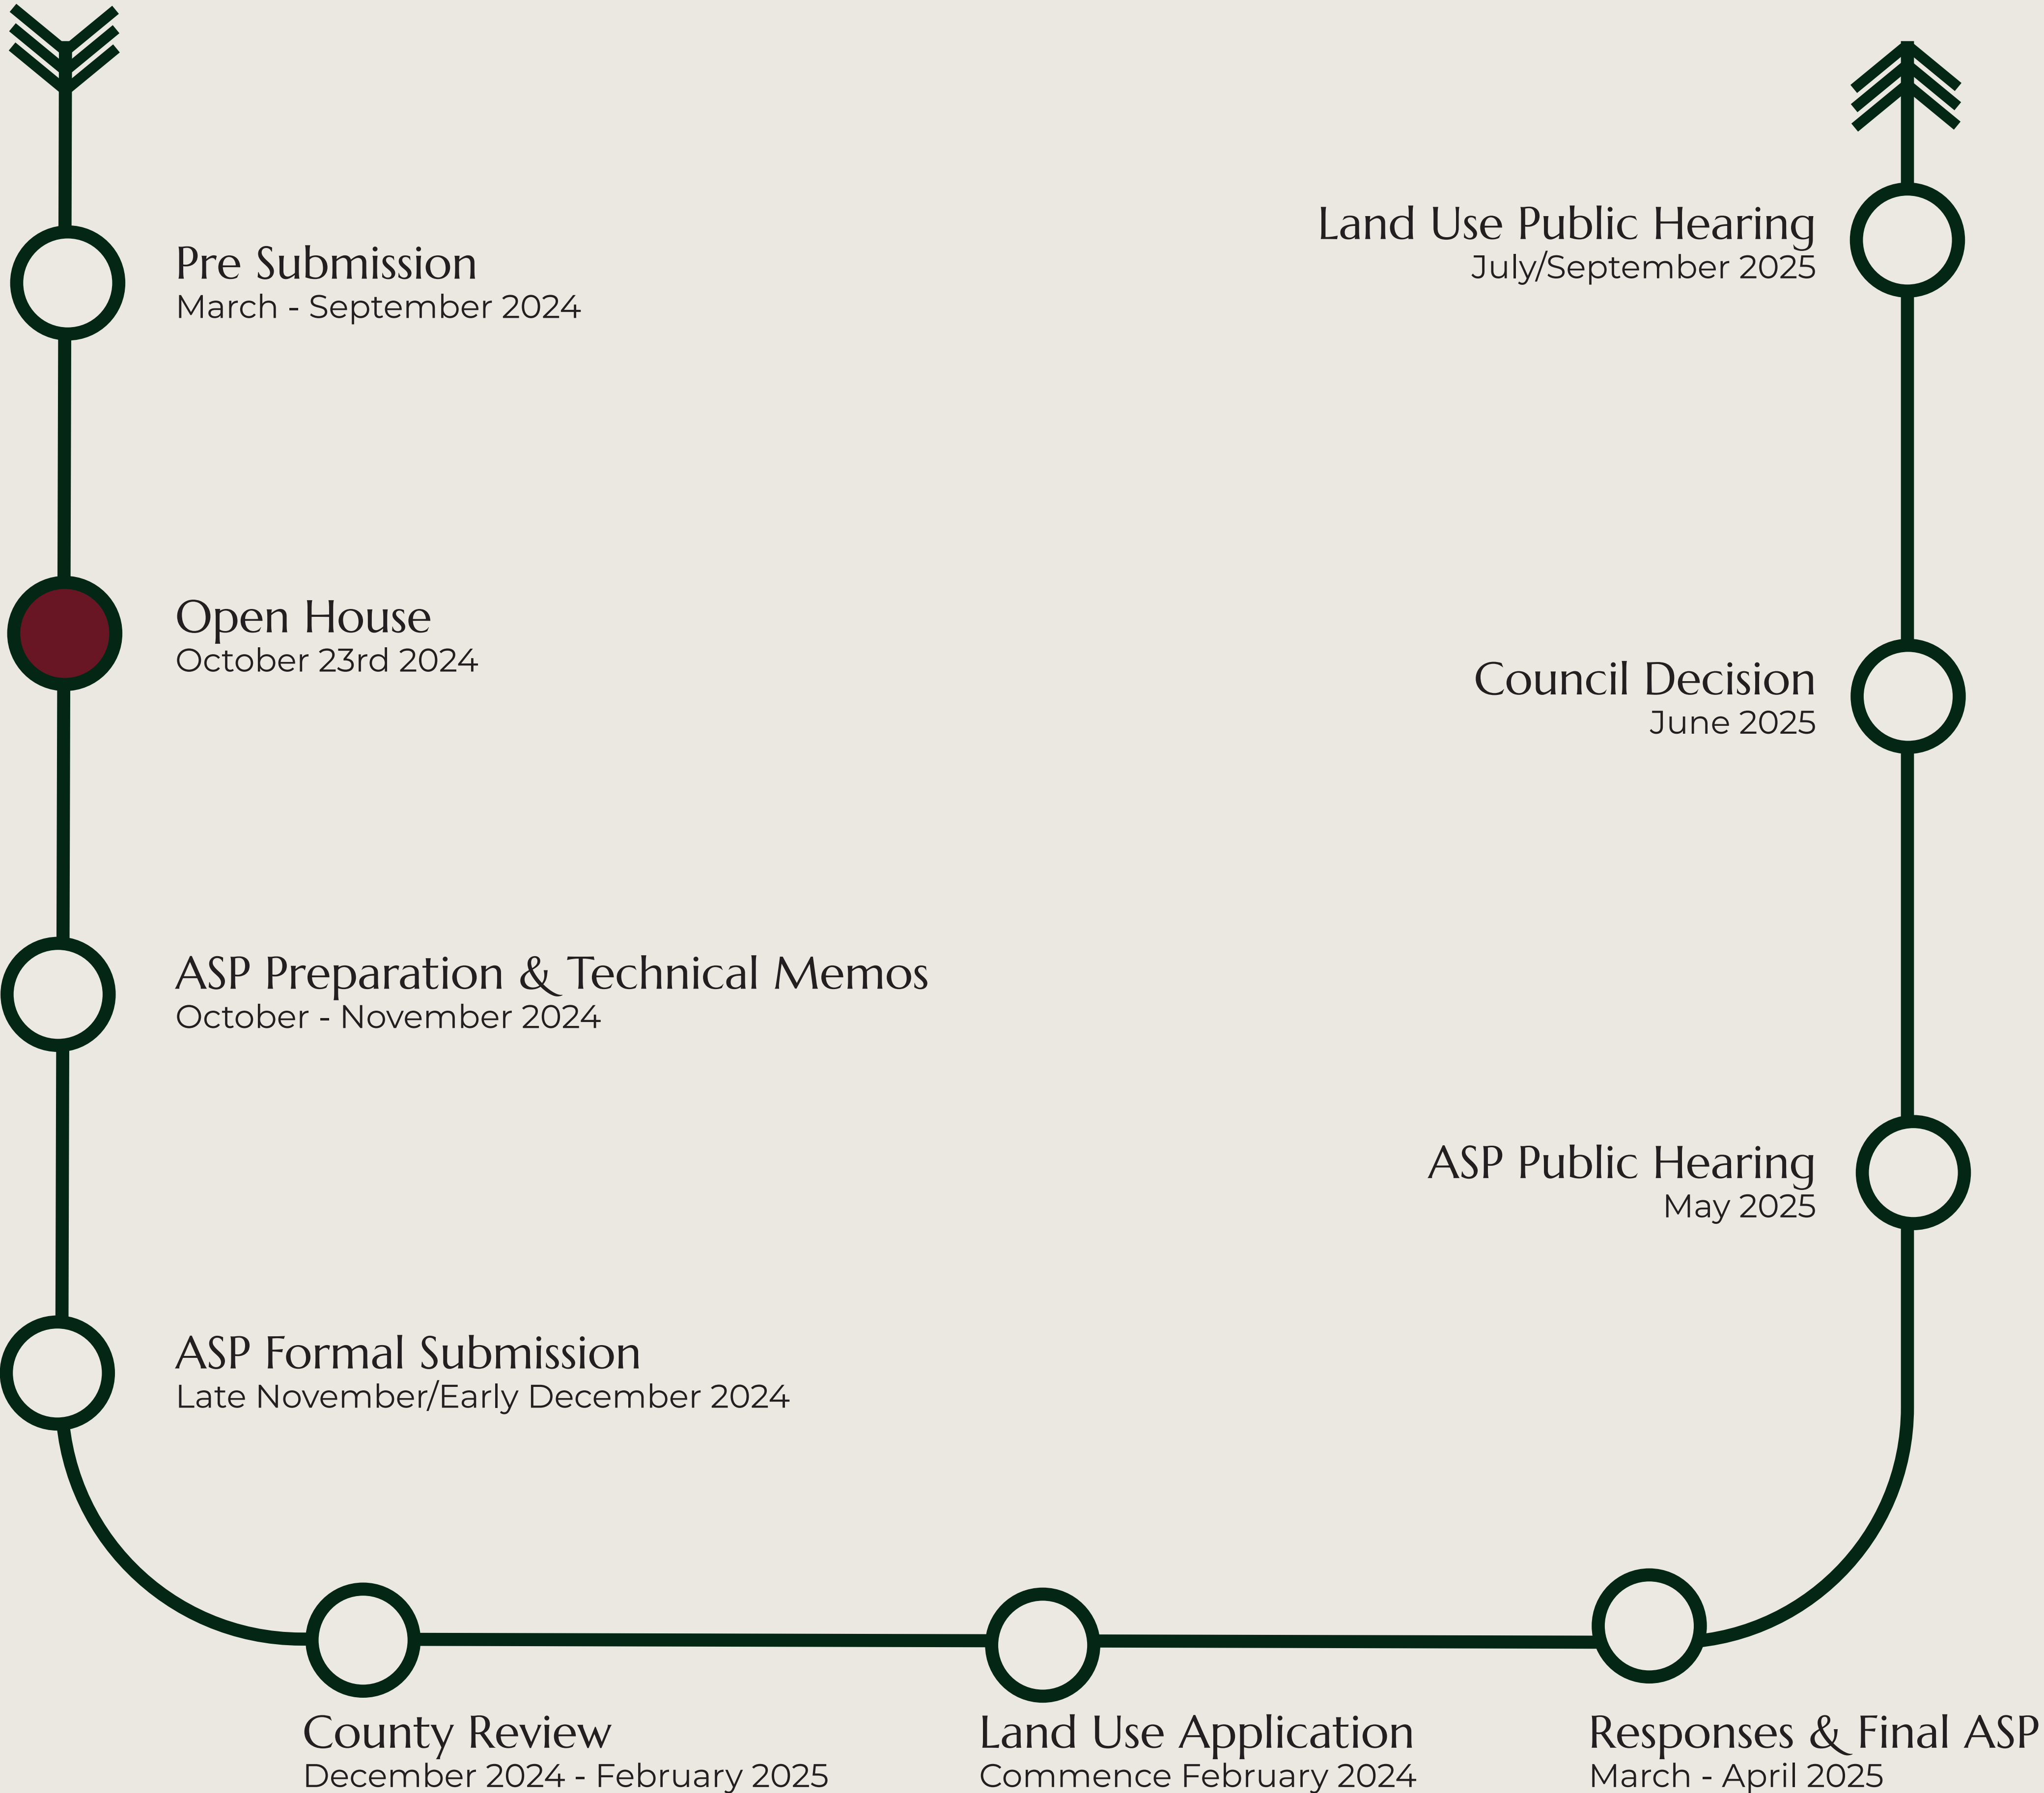 Pre Submission
March - September 2024
Open House
October 23rd 2024
ASP Preparation & Technical Memos
October - November 2024
ASP Formal Submission
Late November/Early December 2024
County Review
December 2024 - February 2025
Land Use Application
Commence February 2024
Responses & Final ASP
March - April 2025
ASP Public Hearing
May 2025
Council Decision
June 2025
Land Use Public Hearing
July/September 2025